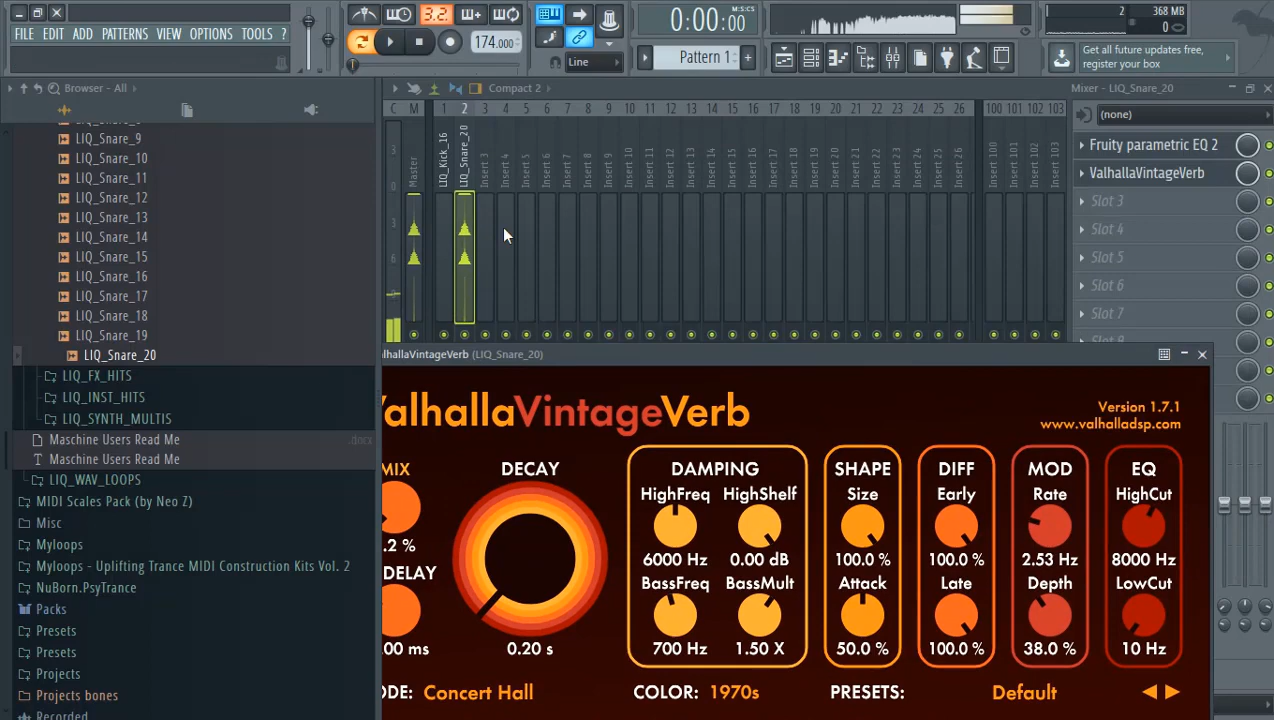 FILE EDIT ADD PATTERNS VIEW OPTIONS TOOLS ?
3.2
174.000
0:00:00
M:S:CS
Line
Pattern 1
2
368 MB
0
Get all future updates free,
register your box
Browser - All
LIQ_Snare_9
LIQ_Snare_10
LIQ_Snare_11
LIQ_Snare_12
LIQ_Snare_13
LIQ_Snare_14
LIQ_Snare_15
LIQ_Snare_16
LIQ_Snare_17
LIQ_Snare_18
LIQ_Snare_19
LIQ_Snare_20
LIQ_FX_HITS
LIQ_INST_HITS
LIQ_SYNTH_MULTIS
Maschine Users Read Me .docx
Maschine Users Read Me
LIQ_WAV_LOOPS
MIDI Scales Pack (by Neo Z)
Misc
Myloops
Myloops - Uplifting Trance MIDI Construction Kits Vol. 2
NuBorn.PsyTrance
Packs
Presets
Presets
Projects
Projects bones
Recorded
Compact 2
C M 1 2 3 4 5 6 7 8 9 10 11 12 13 14 15 16 17 18 19 20 21 22 23 24 25 26 100 101 102 103
Master
LIQ_Kick_16
LIQ_Snare_20
Insert 3
Insert 4
Insert 5
Insert 6
Insert 7
Insert 8
Insert 9
Insert 10
Insert 11
Insert 12
Insert 13
Insert 14
Insert 15
Insert 16
Insert 17
Insert 18
Insert 19
Insert 20
Insert 21
Insert 22
Insert 23
Insert 24
Insert 25
Insert 26
Insert 100
Insert 101
Insert 102
Insert 103
3
0
3
6
Mixer - LIQ_Snare_20
(none)
Fruity parametric EQ 2
ValhallaVintageVerb
Slot 3
Slot 4
Slot 5
Slot 6
Slot 7
alhallaVintageVerb (LIQ_Snare_20)
alhallaVintageVerb
Version 1.7.1
www.valhalladsp.com
MIX
.2 %
DELAY
.00 ms
DECAY
0.20 s
DAMPING
HighFreq HighShelf
6000 Hz 0.00 dB
BassFreq BassMult
700 Hz 1.50 X
SHAPE
Size
100.0 %
Attack
50.0 %
DIFF
Early
100.0 %
Late
100.0 %
MOD
Rate
2.53 Hz
Depth
38.0 %
EQ
HighCut
8000 Hz
LowCut
10 Hz
DE: Concert Hall
COLOR: 1970s
PRESETS: Default